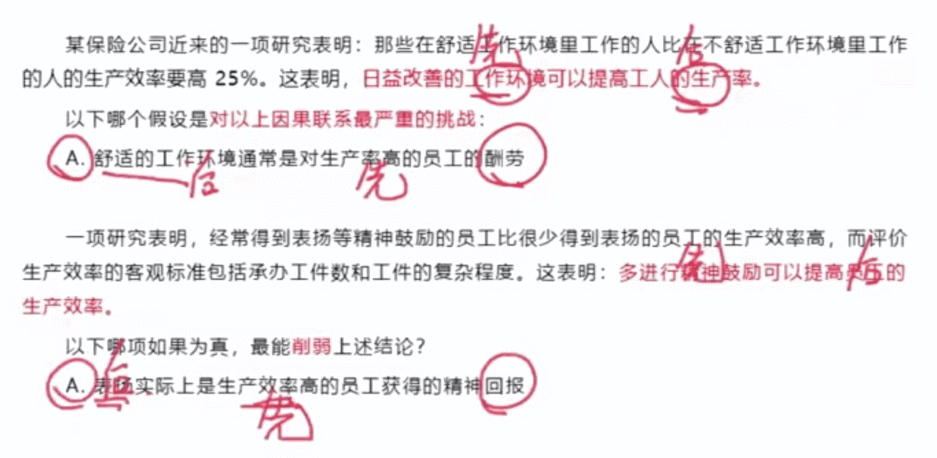 某保险公司近来的一项研究表明：那些在舒适工作环境里工作的人比在不舒适工作环境里工作
先
后
的人的生产效率要高 25%。这表明，日益改善的工作环境可以提高工人的生产率。
以下哪个假设是对以上因果联系最严重的挑战：
A. 舒适的工作环境通常是对生产率高的员工的酬劳
后
先
一项研究表明，经常得到表扬等精神鼓励的员工比很少得到表扬的员工的生产效率高，而评价
生产效率的客观标准包括承办工件数和工件的复杂程度。这表明：多进行精神鼓励可以提高员工的
先
后
生产效率。
以下哪项如果为真，最能削弱上述结论？
A. 表扬实际上是生产效率高的员工获得的精神回报
后
先